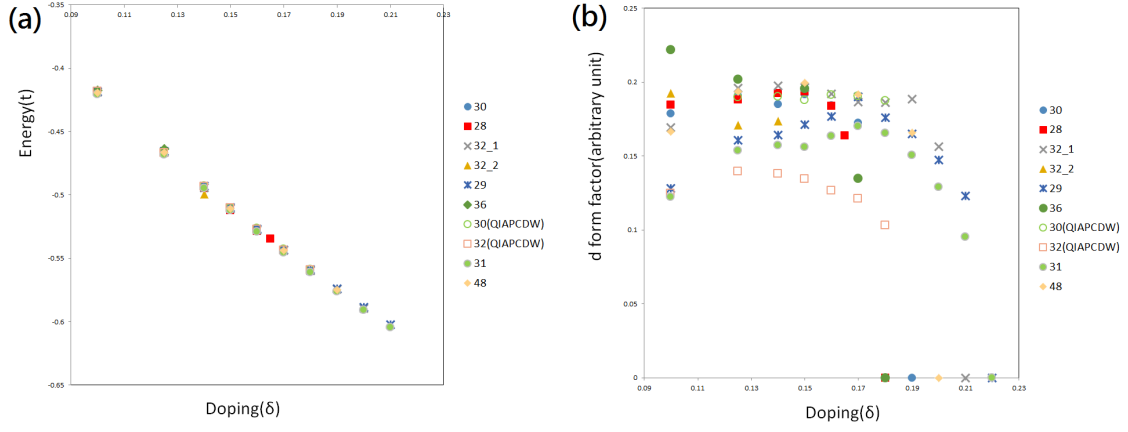 (a)
-0.35
0.09 0.11 0.13 0.15 0.17 0.19 0.21 0.23
-0.4
-0.45
-0.5
-0.55
-0.6
-0.65
Energy(t)
Doping(δ)
30
28
32_1
32_2
29
36
30(QIAPCDW)
32(QIAPCDW)
31
48
(b)
0.25
0.2
0.15
0.1
0.05
0
0.09 0.11 0.13 0.15 0.17 0.19 0.21 0.23
d form factor(arbitrary unit)
Doping(δ)
30
28
32_1
32_2
29
36
30(QIAPCDW)
32(QIAPCDW)
31
48